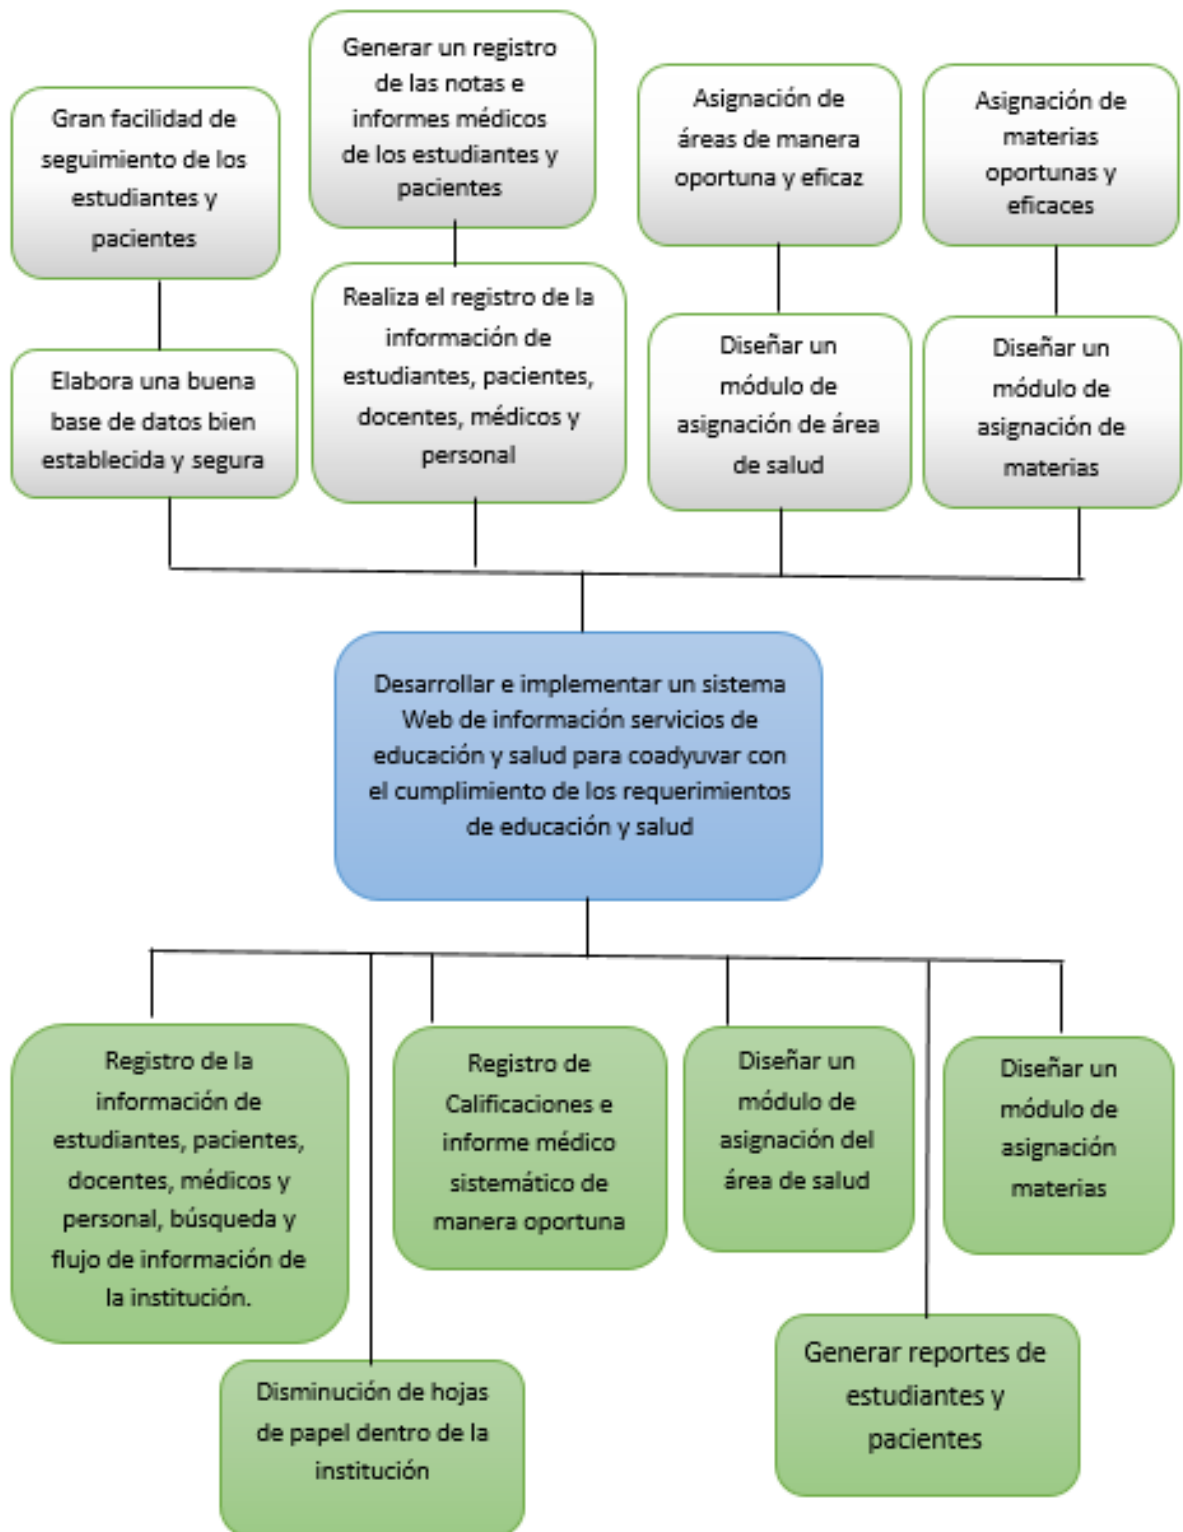 Gran facilidad de
seguimiento de los
estudiantes y
pacientes
Generar un registro
de las notas e
informes médicos
de los estudiantes y
pacientes
Asignación de
áreas de manera
oportuna y eficaz
Asignación de
materias
oportunas y
eficaces
Elabora una buena
base de datos bien
establecida y segura
Realiza el registro de la
información de
estudiantes, pacientes,
docentes, médicos y
personal
Diseñar un
módulo de
asignación de área
de salud
Diseñar un
módulo de
asignación de
materias
Desarrollar e implementar un sistema
Web de información servicios de
educación y salud para coadyuvar con
el cumplimiento de los requerimientos
de educación y salud
Registro de la
información de
estudiantes, pacientes,
docentes, médicos y
personal, búsqueda y
flujo de información de
la institución.
Registro de
Calificaciones e
informe médico
sistemático de
manera oportuna
Diseñar un
módulo de
asignación del
área de salud
Diseñar un
módulo de
asignación
materias
Disminución de hojas
de papel dentro de la
institución
Generar reportes de
estudiantes y
pacientes